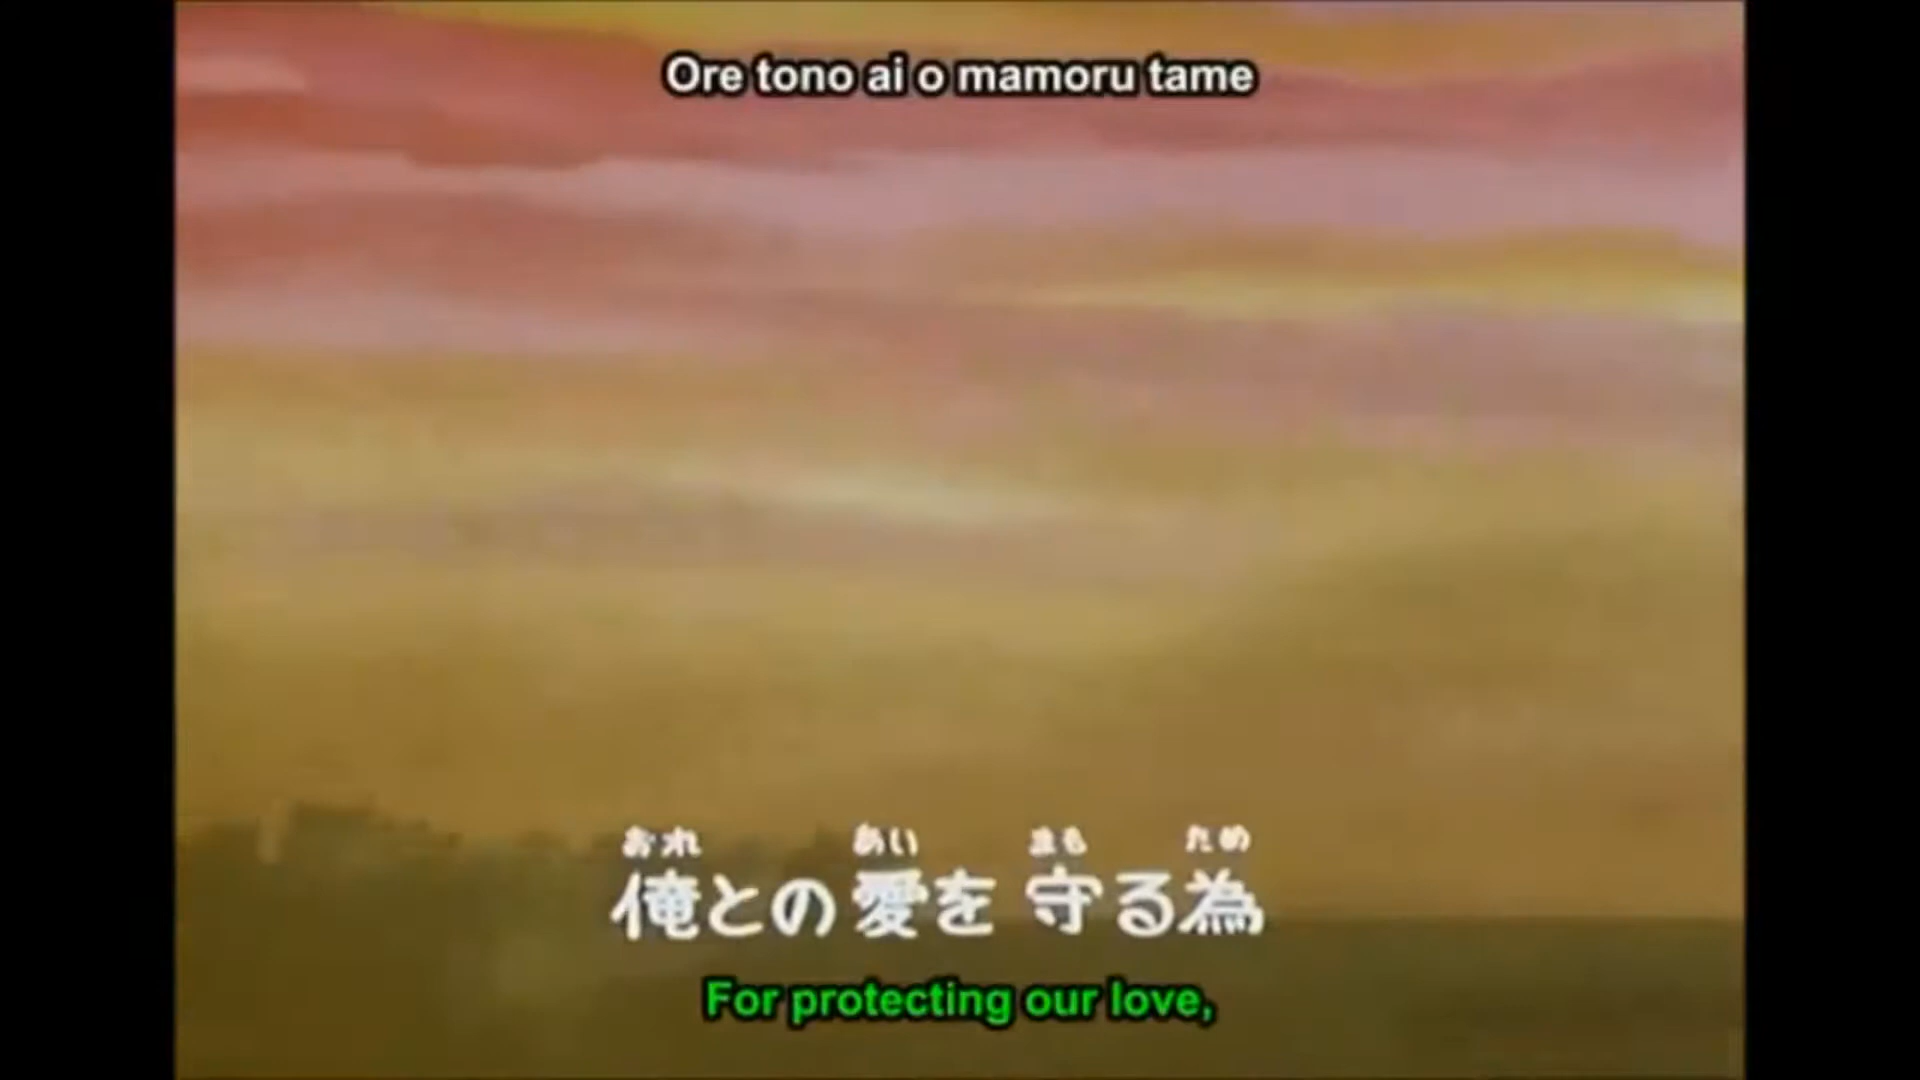 Ore tono ai o mamoru tame
おれ あい まも ため
俺との愛を 守る為
For protecting our love,